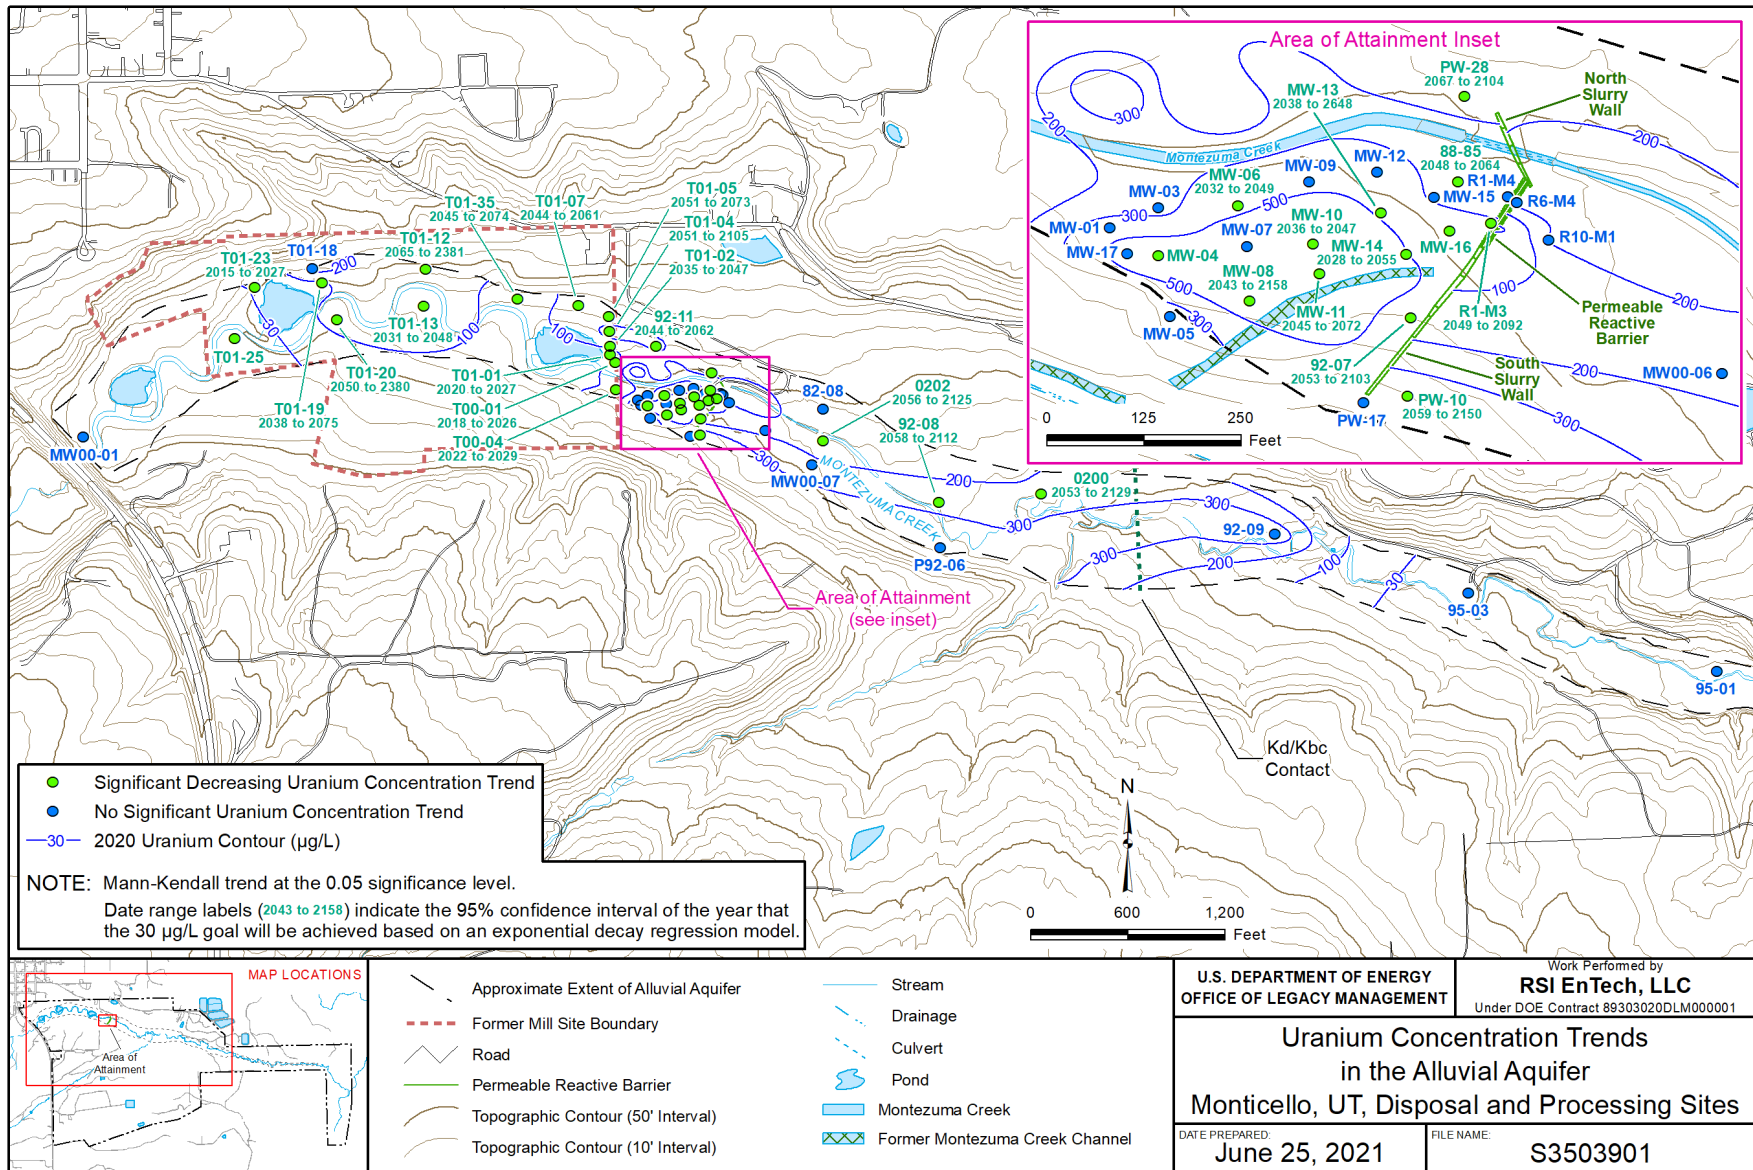 Area of Attainment Inset
PW-28
2067 to 2104
North
Slurry
Wall
MW-13
2038 to 2648
200
300
200
Montezuma Creek
MW-09
MW-12
88-85
2048 to 2064
MW-06
2032 to 2049
R1-M4
MW-03
MW-15
R6-M4
500
300
MW-10
2036 to 2047
MW-01
MW-07
MW-14
2028 to 2055
MW-16
R10-M1
MW-17
MW-04
MW-08
2043 to 2158
500
100
200
300
MW-11
2045 to 2072
R1-M3
2049 to 2092
Permeable
Reactive
Barrier
MW-05
92-07
2053 to 2103
South
Slurry
Wall
200
MW00-06
300
PW-10
2059 to 2150
PW-17
0 125 250
Feet
T01-05
2051 to 2073
T01-35
2045 to 2074
T01-07
2044 to 2061
T01-04
2051 to 2105
T01-12
2065 to 2381
T01-18
T01-02
2035 to 2047
T01-23
2015 to 2027
200
92-11
2044 to 2062
30
T01-13
2031 to 2048
100
100
T01-25
T01-20
2050 to 2380
T01-01
2020 to 2027
T01-19
2038 to 2075
T00-01
2018 to 2026
82-08
0202
2056 to 2125
T00-04
2022 to 2029
92-08
2058 to 2112
MW00-01
300
MW00-07
MONTEZUMA CREEK
200
0200
2053 to 2129
300
300
92-09
P92-06
300
200
100
30
95-03
Area of Attainment
(see inset)
95-01
Kd/Kbc
Contact
Significant Decreasing Uranium Concentration Trend
No Significant Uranium Concentration Trend
30 2020 Uranium Contour (µg/L)
NOTE: Mann-Kendall trend at the 0.05 significance level.
Date range labels (2043 to 2158) indicate the 95% confidence interval of the year that
the 30 µg/L goal will be achieved based on an exponential decay regression model.
N
0 600 1,200
Feet
MAP LOCATIONS
Area of
Attainment
Approximate Extent of Alluvial Aquifer
Former Mill Site Boundary
Road
Permeable Reactive Barrier
Topographic Contour (50' Interval)
Topographic Contour (10' Interval)
Stream
Drainage
Culvert
Pond
Montezuma Creek
Former Montezuma Creek Channel
U.S. DEPARTMENT OF ENERGY
OFFICE OF LEGACY MANAGEMENT
Work Performed by
RSI EnTech, LLC
Under DOE Contract 89303020DLM000001
Uranium Concentration Trends
in the Alluvial Aquifer
Monticello, UT, Disposal and Processing Sites
DATE PREPARED:
June 25, 2021
FILE NAME:
S3503901